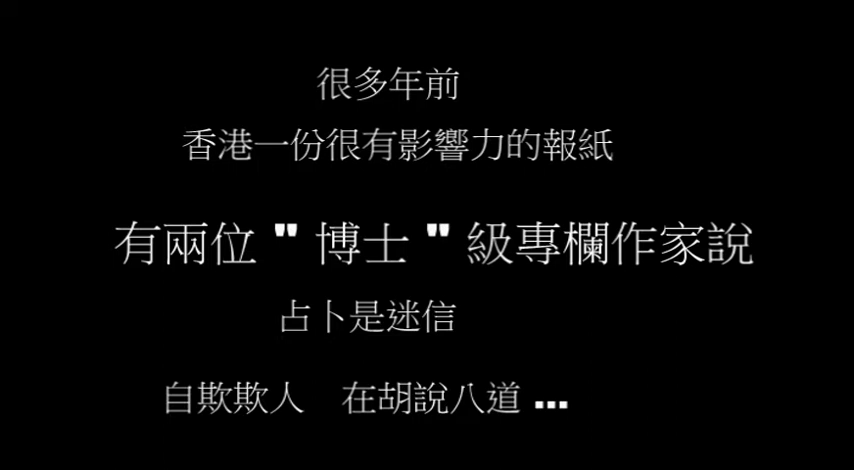 很多年前
香港一份很有影響力的報紙
有兩位 " 博士 " 級專欄作家說
占卜是迷信
自欺欺人　在胡說八道 ...